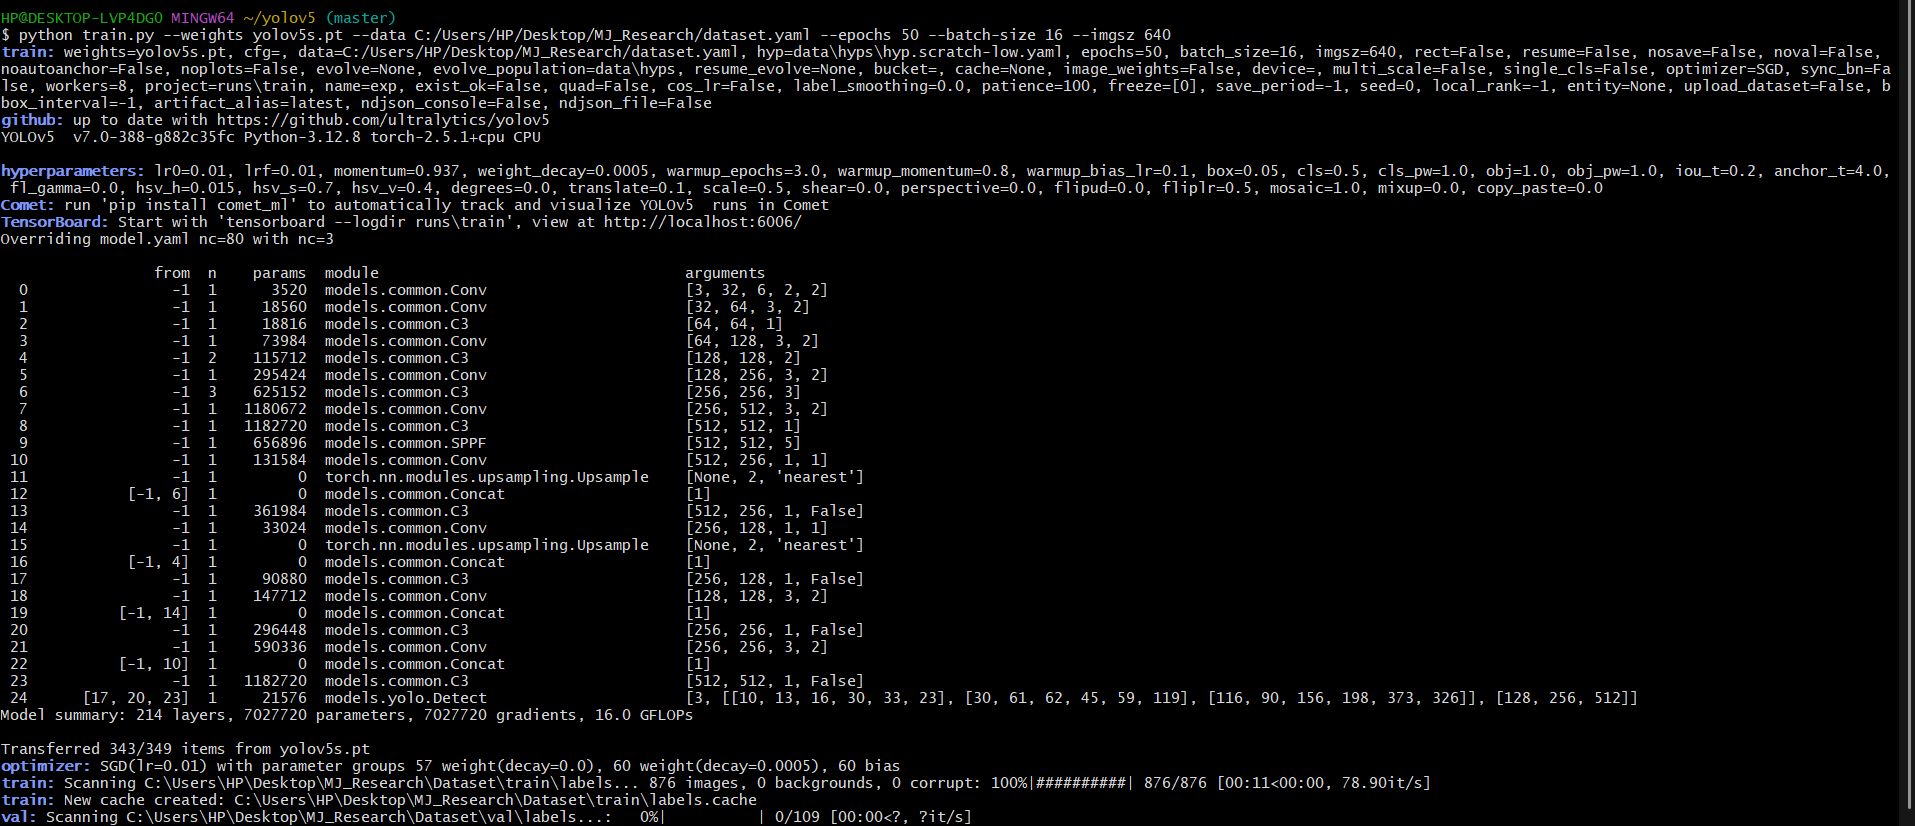 HP@DESKTOP-LVP4DGO MINGW64 ~/yolov5 (master)
$ python train.py --weights yolov5s.pt --data C:/Users/HP/Desktop/MJ_Research/dataset.yaml --epochs 50 --batch-size 16 --imgsz 640
train: weights=yolov5s.pt, cfg=, data=C:/Users/HP/Desktop/MJ_Research/dataset.yaml, hyp=data\hyps\hyp.scratch-low.yaml, epochs=50, batch_size=16, imgsz=640, rect=False, resume=False, nosave=False, noval=False,
noautoanchor=False, noplots=False, evolve=None, evolve_population=data\hyps, resume_evolve=None, bucket=, cache=None, image_weights=False, device=, multi_scale=False, single_cls=False, optimizer=SGD, sync_bn=Fa
lse, workers=8, project=runs\train, name=exp, exist_ok=False, quad=False, cos_lr=False, label_smoothing=0.0, patience=100, freeze=[0], save_period=-1, seed=0, local_rank=-1, entity=None, upload_dataset=False, b
box_interval=-1, artifact_alias=latest, ndjson_console=False, ndjson_file=False
github: up to date with https://github.com/ultralytics/yolov5
YOLOv5  v7.0-388-g882c35fc Python-3.12.8 torch-2.5.1+cpu CPU
hyperparameters: lr0=0.01, lrf=0.01, momentum=0.937, weight_decay=0.0005, warmup_epochs=3.0, warmup_momentum=0.8, warmup_bias_lr=0.1, box=0.05, cls=0.5, cls_pw=1.0, obj=1.0, obj_pw=1.0, iou_t=0.2, anchor_t=4.0,
fl_gamma=0.0, hsv_h=0.015, hsv_s=0.7, hsv_v=0.4, degrees=0.0, translate=0.1, scale=0.5, shear=0.0, perspective=0.0, flipud=0.0, fliplr=0.5, mosaic=1.0, mixup=0.0, copy_paste=0.0
Comet: run 'pip install comet_ml' to automatically track and visualize YOLOv5  runs in Comet
TensorBoard: Start with 'tensorboard --logdir runs\train', view at http://localhost:6006/
Overriding model.yaml nc=80 with nc=3
from  n    params  module                                  arguments
0                -1  1      3520  models.common.Conv                      [3, 32, 6, 2, 2]
1                -1  1     18560  models.common.Conv                      [32, 64, 3, 2]
2                -1  1     18816  models.common.C3                        [64, 64, 1]
3                -1  1     73984  models.common.Conv                      [64, 128, 3, 2]
4                -1  2    115712  models.common.C3                        [128, 128, 2]
5                -1  1    295424  models.common.Conv                      [128, 256, 3, 2]
6                -1  3    625152  models.common.C3                        [256, 256, 3]
7                -1  1   1180672  models.common.Conv                      [256, 512, 3, 2]
8                -1  1   1182720  models.common.C3                        [512, 512, 1]
9                -1  1    656896  models.common.SPPF                      [512, 512, 5]
10                -1  1    131584  models.common.Conv                      [512, 256, 1, 1]
11                -1  1         0  torch.nn.modules.upsampling.Upsample    [None, 2, 'nearest']
12           [-1, 6]  1         0  models.common.Concat                    [1]
13                -1  1    361984  models.common.C3                        [512, 256, 1, False]
14                -1  1     33024  models.common.Conv                      [256, 128, 1, 1]
15                -1  1         0  torch.nn.modules.upsampling.Upsample    [None, 2, 'nearest']
16           [-1, 4]  1         0  models.common.Concat                    [1]
17                -1  1     90880  models.common.C3                        [256, 128, 1, False]
18                -1  1    147712  models.common.Conv                      [128, 128, 3, 2]
19          [-1, 14]  1         0  models.common.Concat                    [1]
20                -1  1    296448  models.common.C3                        [256, 256, 1, False]
21                -1  1    590336  models.common.Conv                      [256, 256, 3, 2]
22          [-1, 10]  1         0  models.common.Concat                    [1]
23                -1  1   1182720  models.common.C3                        [512, 512, 1, False]
24      [17, 20, 23]  1     21576  models.yolo.Detect                      [3, [[10, 13, 16, 30, 33, 23], [30, 61, 62, 45, 59, 119], [116, 90, 156, 198, 373, 326]], [128, 256, 512]]
Model summary: 214 layers, 7027720 parameters, 7027720 gradients, 16.0 GFLOPs
Transferred 343/349 items from yolov5s.pt
optimizer: SGD(lr=0.01) with parameter groups 57 weight(decay=0.0), 60 weight(decay=0.0005), 60 bias
train: Scanning C:\Users\HP\Desktop\MJ_Research\Dataset\train\labels... 876 images, 0 backgrounds, 0 corrupt: 100%|##########| 876/876 [00:11<00:00, 78.90it/s]
train: New cache created: C:\Users\HP\Desktop\MJ_Research\Dataset\train\labels.cache
val: Scanning C:\Users\HP\Desktop\MJ_Research\Dataset\val\labels...:   0%|          | 0/109 [00:00<?, ?it/s]